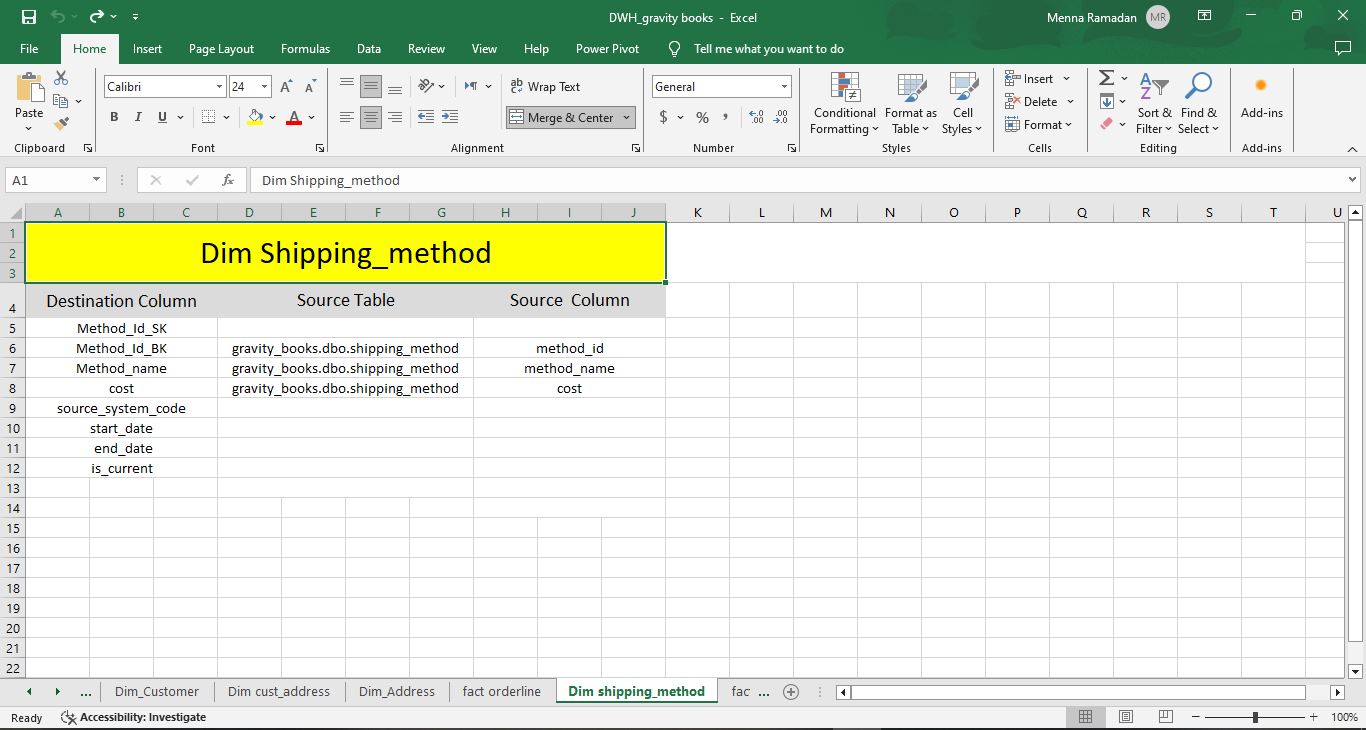 DWH_gravity books - Excel
Menna Ramadan MR
File Home Insert Page Layout Formulas Data Review View Help Power Pivot Tell me what you want to do
Paste
Clipboard
Calibri 24
B I U
Font
Wrap Text
Merge & Center
Alignment
General
$ % ,
Number
Conditional Formatting
Format as Table
Cell Styles
Styles
Insert
Delete
Format
Cells
Sort & Filter
Find & Select
Editing
Add-ins
Add-ins
A1 fx Dim Shipping_method
A B C D E F G H I J K L M N O P Q R S T U
1
2 Dim Shipping_method
3
4 Destination Column Source Table Source Column
5 Method_Id_SK
6 Method_Id_BK gravity_books.dbo.shipping_method method_id
7 Method_name gravity_books.dbo.shipping_method method_name
8 cost gravity_books.dbo.shipping_method cost
9 source_system_code
10 start_date
11 end_date
12 is_current
13
14
15
16
17
18
19
20
21
22
... Dim_Customer Dim cust_address Dim_Address fact orderline Dim shipping_method fac ...
Ready Accessibility: Investigate 100%